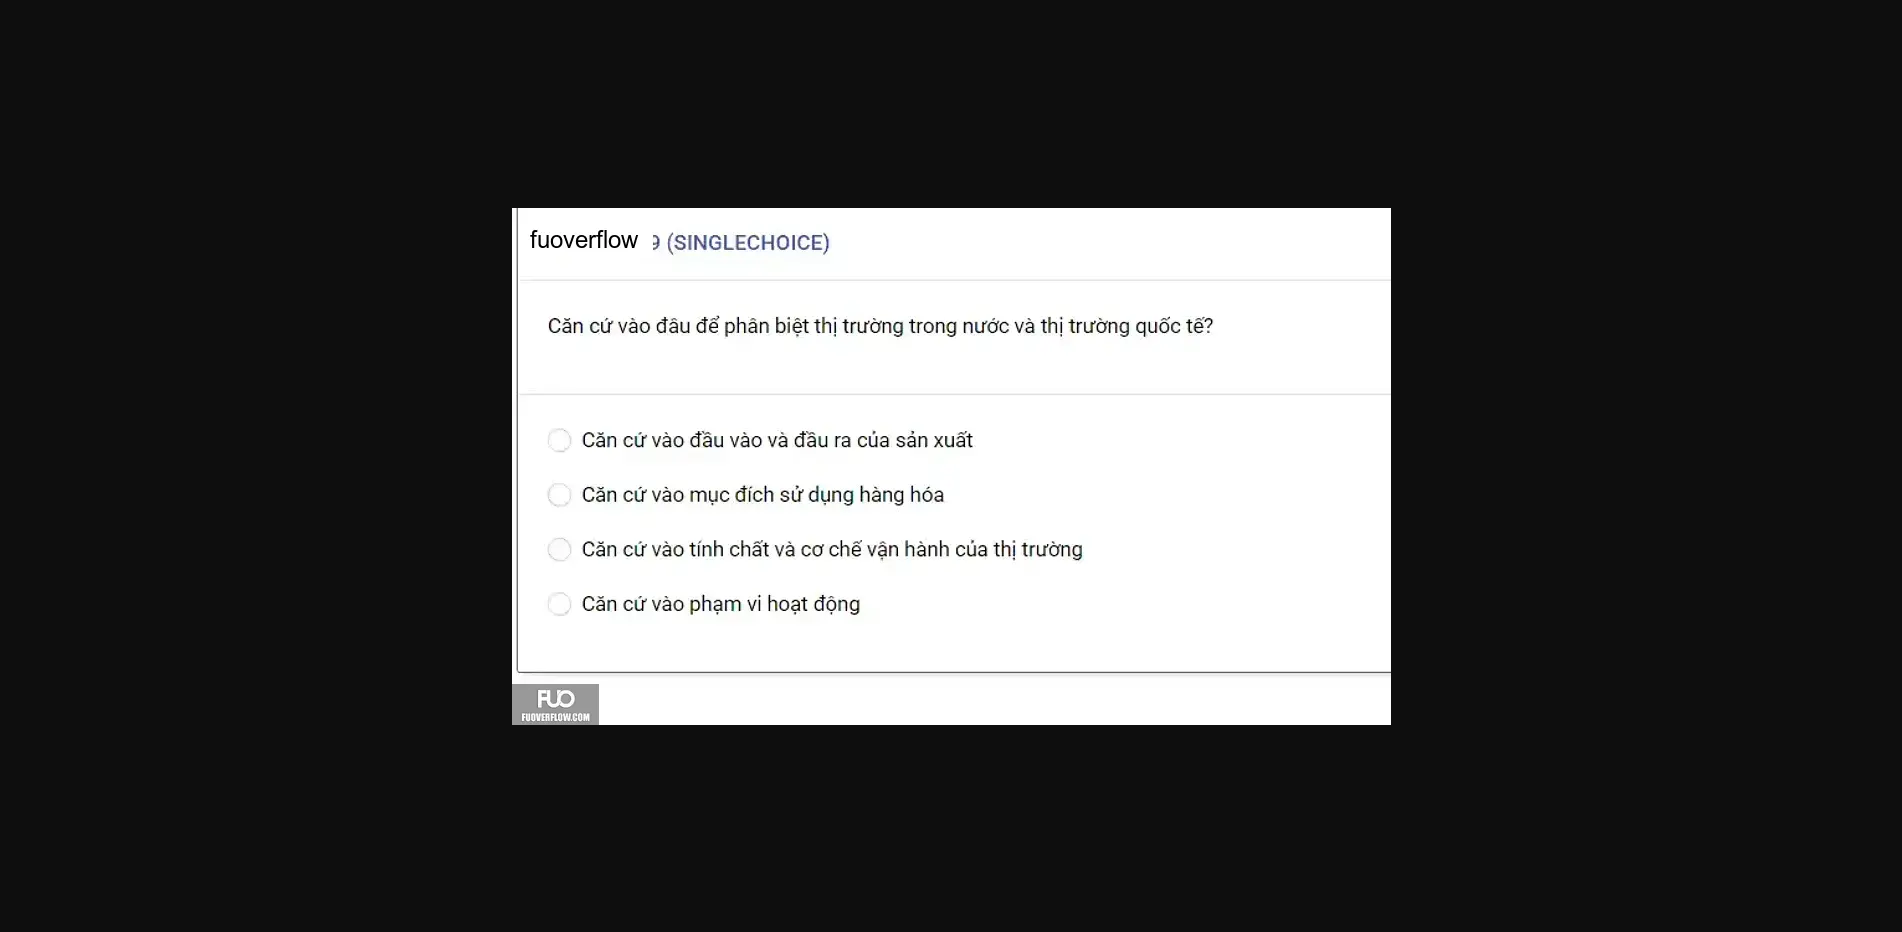 fuoverflow 9 (SINGLECHOICE)
Căn cứ vào đâu để phân biệt thị trường trong nước và thị trường quốc tế?
Căn cứ vào đầu vào và đầu ra của sản xuất
Căn cứ vào mục đích sử dụng hàng hóa
Căn cứ vào tính chất và cơ chế vận hành của thị trường
Căn cứ vào phạm vi hoạt động
FUO
FUOVERFLOW.COM